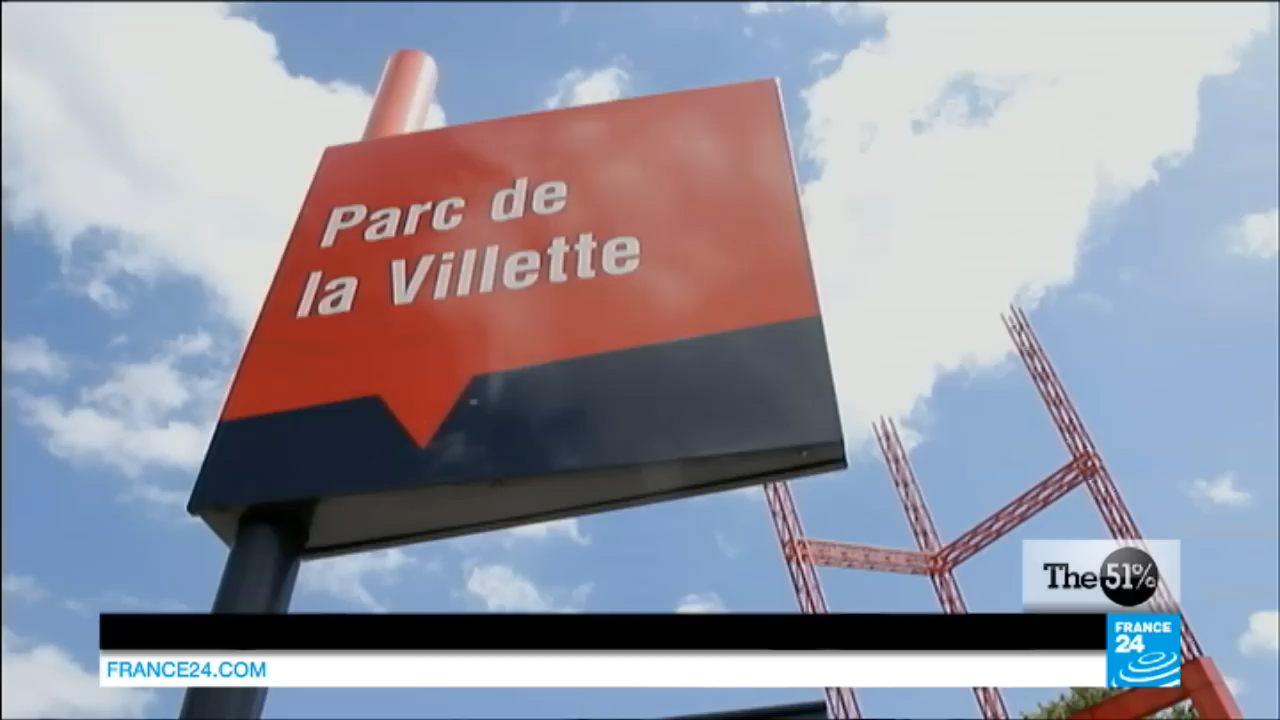 Parc de
la Villette
The 51%
FRANCE
24
FRANCE24.COM